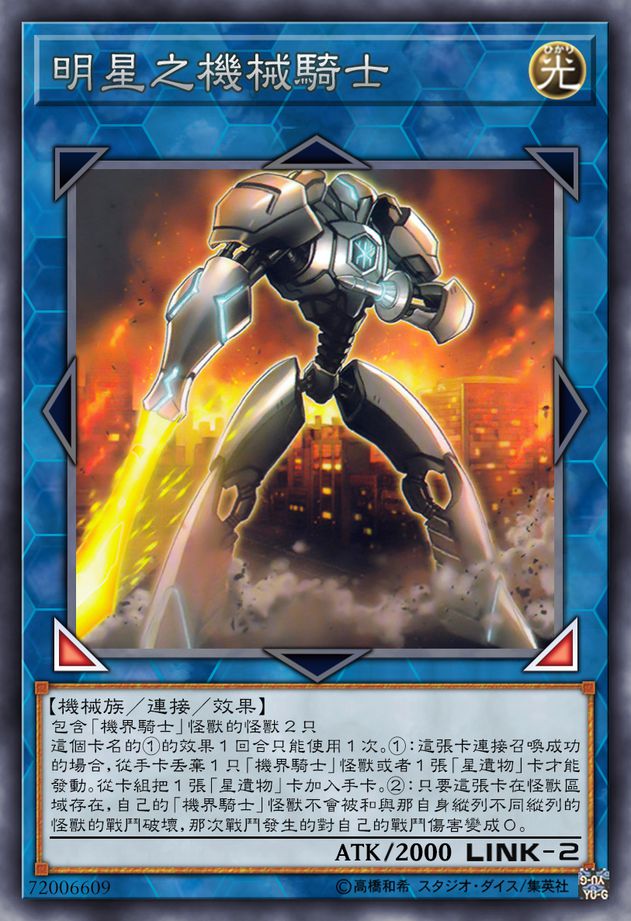 明星之機械騎士
ひかり
光
【機械族／連接／效果】
包含「機界騎士」怪獸的怪獸２只
這個卡名的①的效果１回合只能使用１次。①：這張卡連接召喚成功
的場合，從手卡丟棄１只「機界騎士」怪獸或者１張「星遺物」卡才能
發動。從卡組把１張「星遺物」卡加入手卡。②：只要這張卡在怪獸區
域存在，自己的「機界騎士」怪獸不會被和與那自身縱列不同縱列的
怪獸的戰鬥破壞，那次戰鬥發生的對自己的戰鬥傷害變成０。
ATK/2000 LINK-2
72006609 ©高橋和希 スタジオ・ダイス/集英社